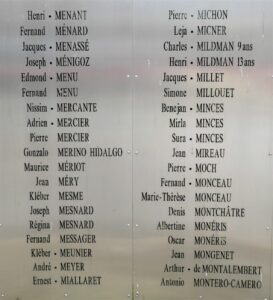 Henri · MENANT
Fernand MÉNARD
Jacques · MENASSÉ
Joseph MÉNIGOZ
Edmond · MENU
Fernand MENU
Nissim · MERCANTE
Adrien · MERCIER
Pierre MERCIER
Gonzalo MERINO HIDALGO
Maurice MÉRIOT
Jean MÉRY
Kléber MESME
Joseph MESNARD
Régina MESNARD
Fernand MESSAGER
Kléber · MEUNIER
André · MEYER
Ernest · MIALLARET
Pierre · MICHON
Leja MICNER
Charles · MILDMAN 9 ans
Henri · MILDMAN 13 ans
Jacques · MILLET
Simone MILLOUET
Benejan · MINCES
Mirla MINCES
Sura · MINCES
Jean MIREAU
Pierre · MOCH
Fernand · MONCEAU
Marie-Thérèse MONCEAU
Denis MONTCHÂTRE
Albertine MONÉRIS
Oscar MONÉRIS
Jean MONGENET
Arthur · de MONTALEMBERT
Antonio MONTERO-CAMERO